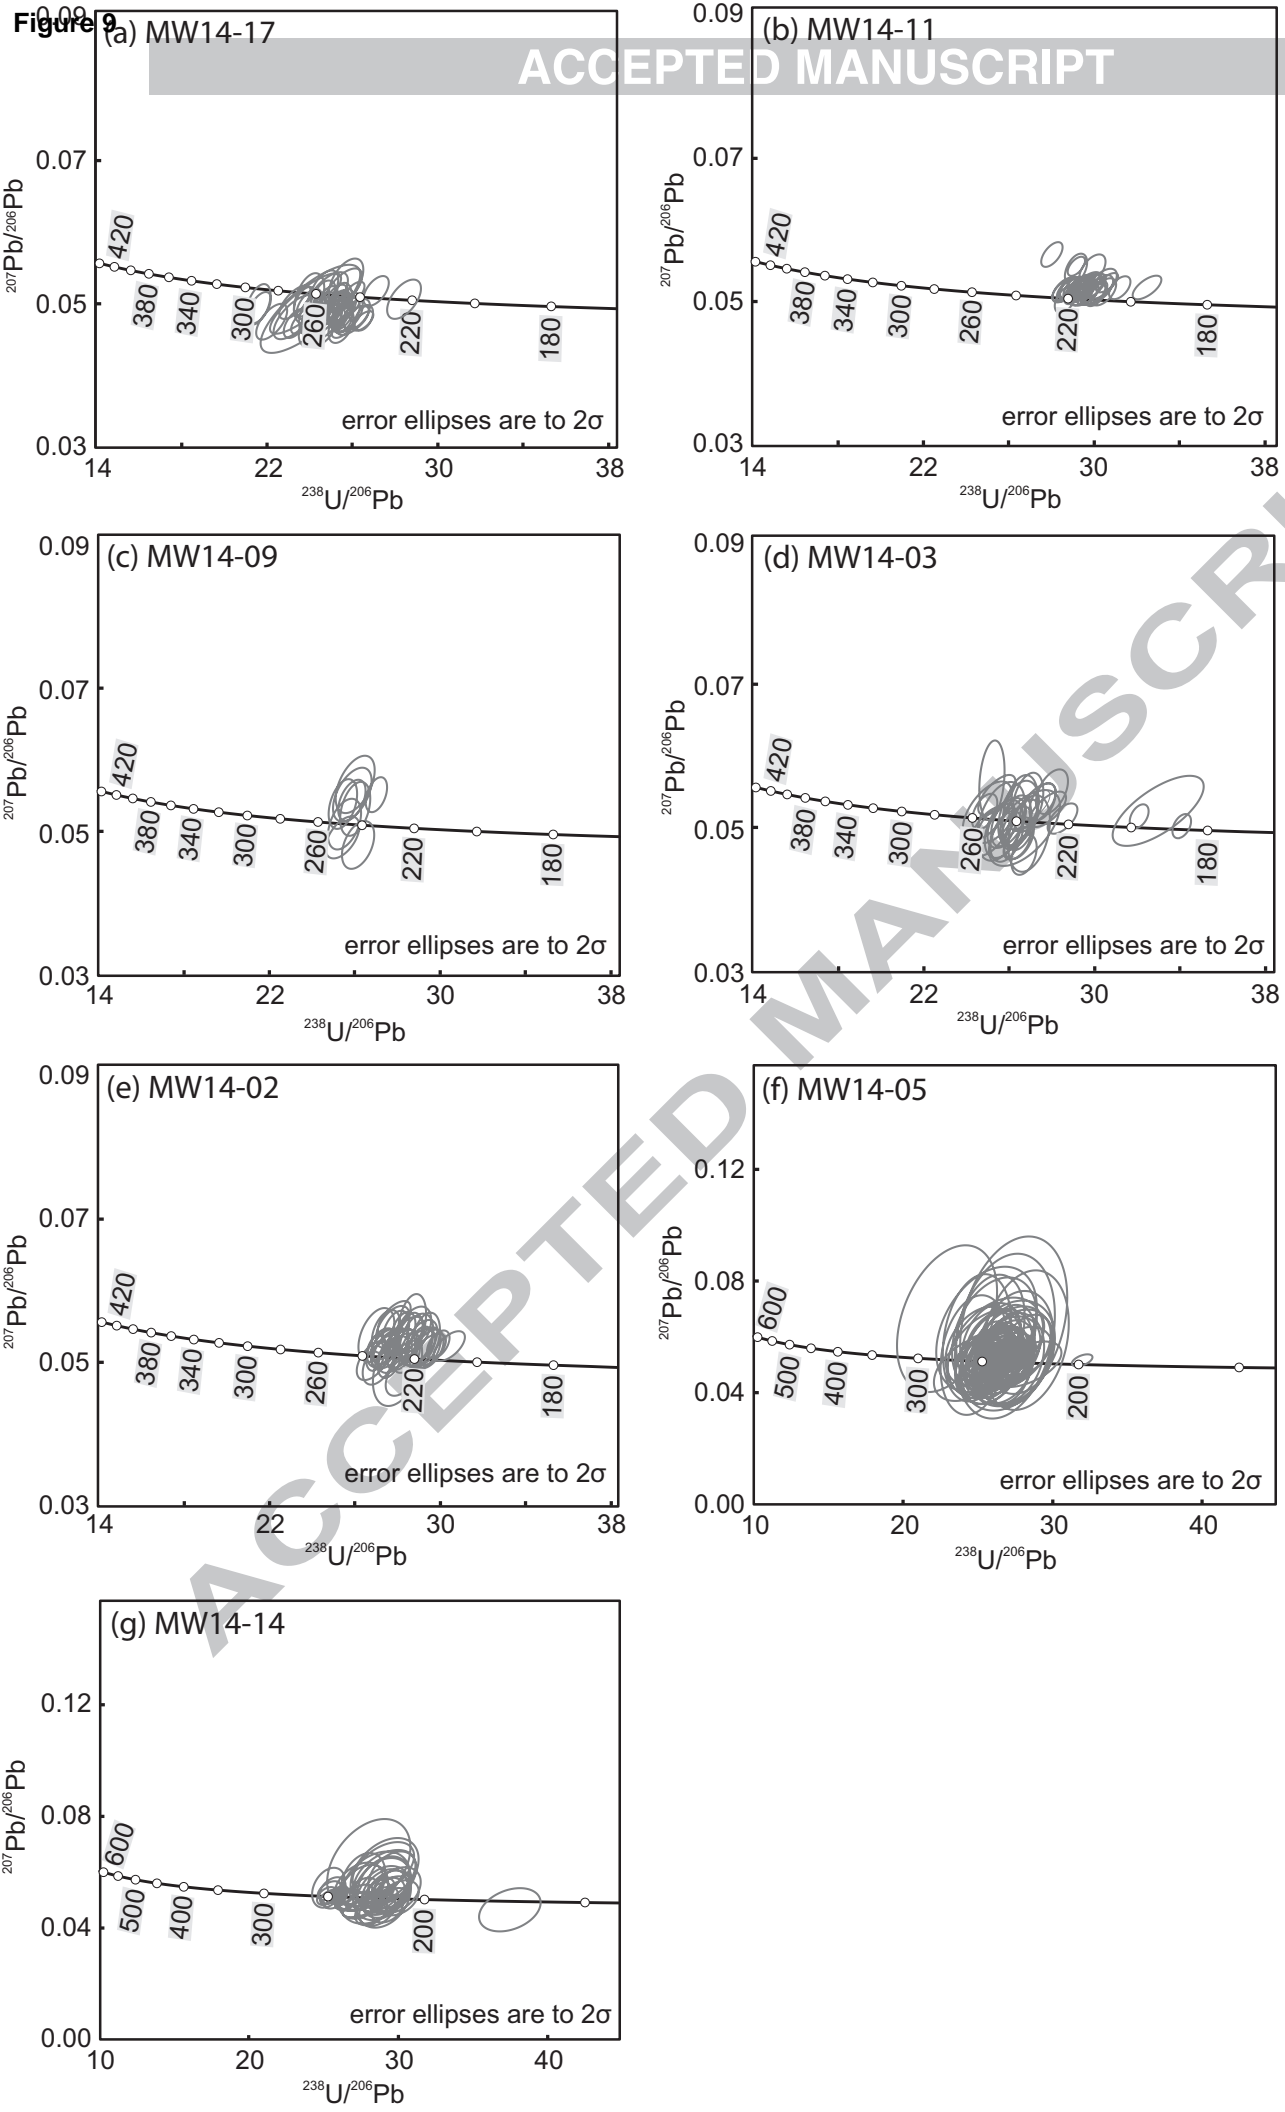 Figure 9
ACCEPTED MANUSCRIPT
(a) MW14-17
0.09
0.07
0.05
0.03
²⁰⁷Pb/²⁰⁶Pb
420
380
340
300
260
220
180
error ellipses are to 2σ
14 22 30 38
²³⁸U/²⁰⁶Pb
(b) MW14-11
0.09
0.07
0.05
0.03
²⁰⁷Pb/²⁰⁶Pb
420
380
340
300
260
220
180
error ellipses are to 2σ
14 22 30 38
²³⁸U/²⁰⁶Pb
(c) MW14-09
0.09
0.07
0.05
0.03
²⁰⁷Pb/²⁰⁶Pb
420
380
340
300
260
220
180
error ellipses are to 2σ
14 22 30 38
²³⁸U/²⁰⁶Pb
(d) MW14-03
0.09
0.07
0.05
0.03
²⁰⁷Pb/²⁰⁶Pb
420
380
340
300
260
220
180
error ellipses are to 2σ
14 22 30 38
²³⁸U/²⁰⁶Pb
(e) MW14-02
0.09
0.07
0.05
0.03
²⁰⁷Pb/²⁰⁶Pb
420
380
340
300
260
220
180
error ellipses are to 2σ
14 22 30 38
²³⁸U/²⁰⁶Pb
(f) MW14-05
0.12
0.08
0.04
0.00
²⁰⁷Pb/²⁰⁶Pb
600
500
400
300
200
error ellipses are to 2σ
10 20 30 40
²³⁸U/²⁰⁶Pb
(g) MW14-14
0.12
0.08
0.04
0.00
²⁰⁷Pb/²⁰⁶Pb
600
500
400
300
200
error ellipses are to 2σ
10 20 30 40
²³⁸U/²⁰⁶Pb
ACCEPTED MANUSCRI